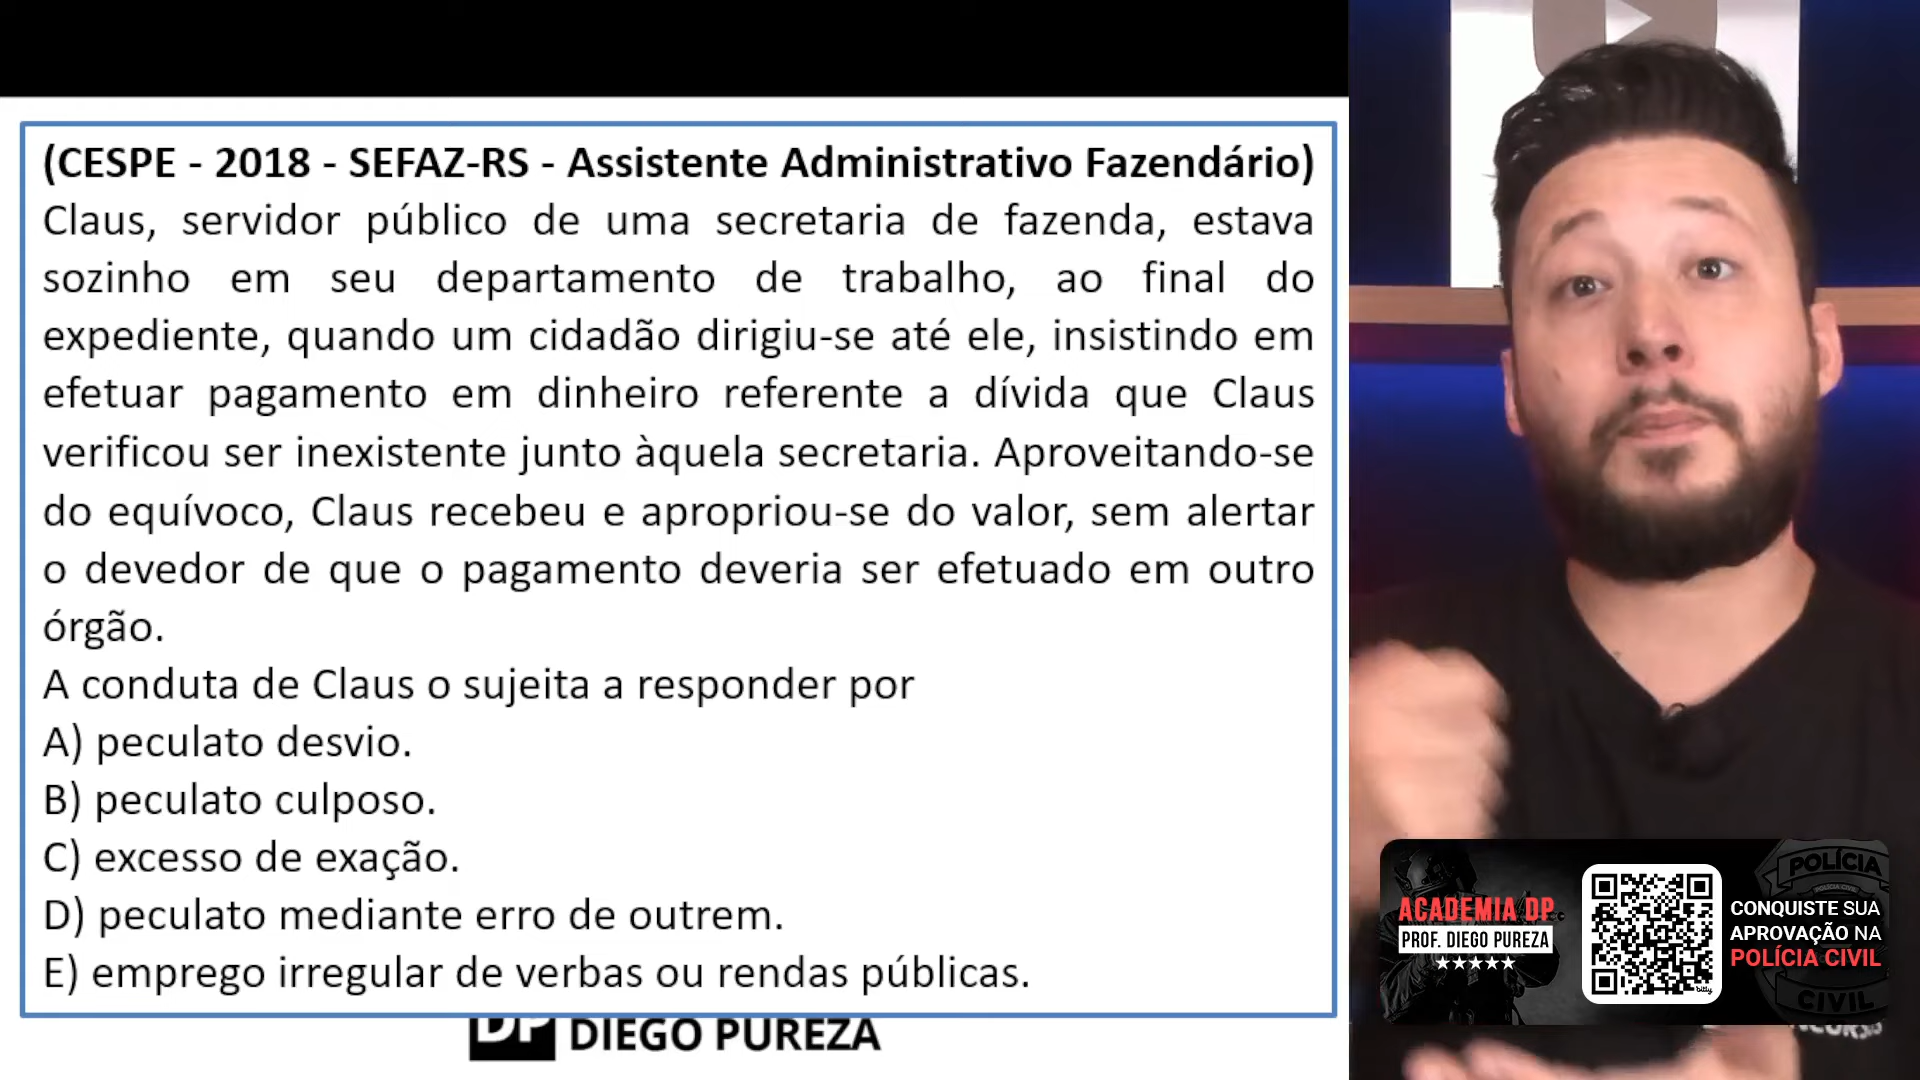 (CESPE - 2018 - SEFAZ-RS - Assistente Administrativo Fazendário)
Claus, servidor público de uma secretaria de fazenda, estava
sozinho em seu departamento de trabalho, ao final do
expediente, quando um cidadão dirigiu-se até ele, insistindo em
efetuar pagamento em dinheiro referente a dívida que Claus
verificou ser inexistente junto àquela secretaria. Aproveitando-se
do equívoco, Claus recebeu e apropriou-se do valor, sem alertar
o devedor de que o pagamento deveria ser efetuado em outro
órgão.
A conduta de Claus o sujeita a responder por
A) peculato desvio.
B) peculato culposo.
C) excesso de exação.
D) peculato mediante erro de outrem.
E) emprego irregular de verbas ou rendas públicas.
DP DIEGO PUREZA
ACADEMIA DP
PROF. DIEGO PUREZA
CONQUISTE SUA
APROVAÇÃO NA
POLÍCIA CIVIL
POLÍCIA
POLÍCIA CIVIL
CIVIL
bitly